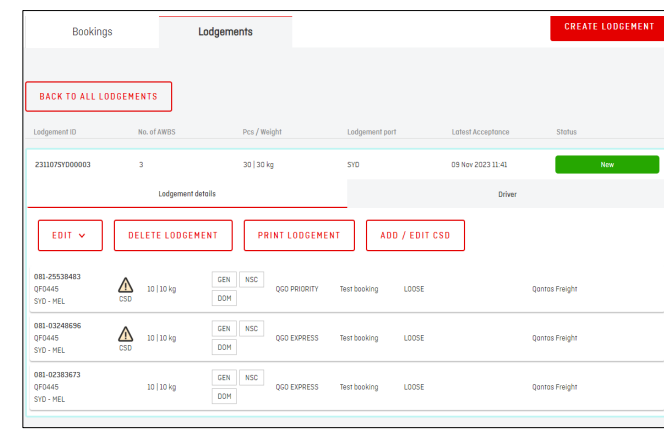 Bookings Lodgements CREATE LODGEMENT
BACK TO ALL LODGEMENTS
Lodgement ID No. of AWBS Pcs / Weight Lodgement port Latest Acceptance Status
231107SYD00003 3 30 | 30 kg SYD 09 Nov 2023 11:41 New
Lodgement details Driver
EDIT DELETE LODGEMENT PRINT LODGEMENT ADD / EDIT CSD
081-25538483
QF0445 CSD 10 | 10 kg GEN NSC DOM QGO PRIORITY Test booking LOOSE Qantas Freight
SYD - MEL
081-03248696
QF0445 CSD 10 | 10 kg GEN NSC DOM QGO EXPRESS Test booking LOOSE Qantas Freight
SYD - MEL
081-02383673
QF0445 10 | 10 kg GEN NSC DOM QGO EXPRESS Test booking LOOSE Qantas Freight
SYD - MEL